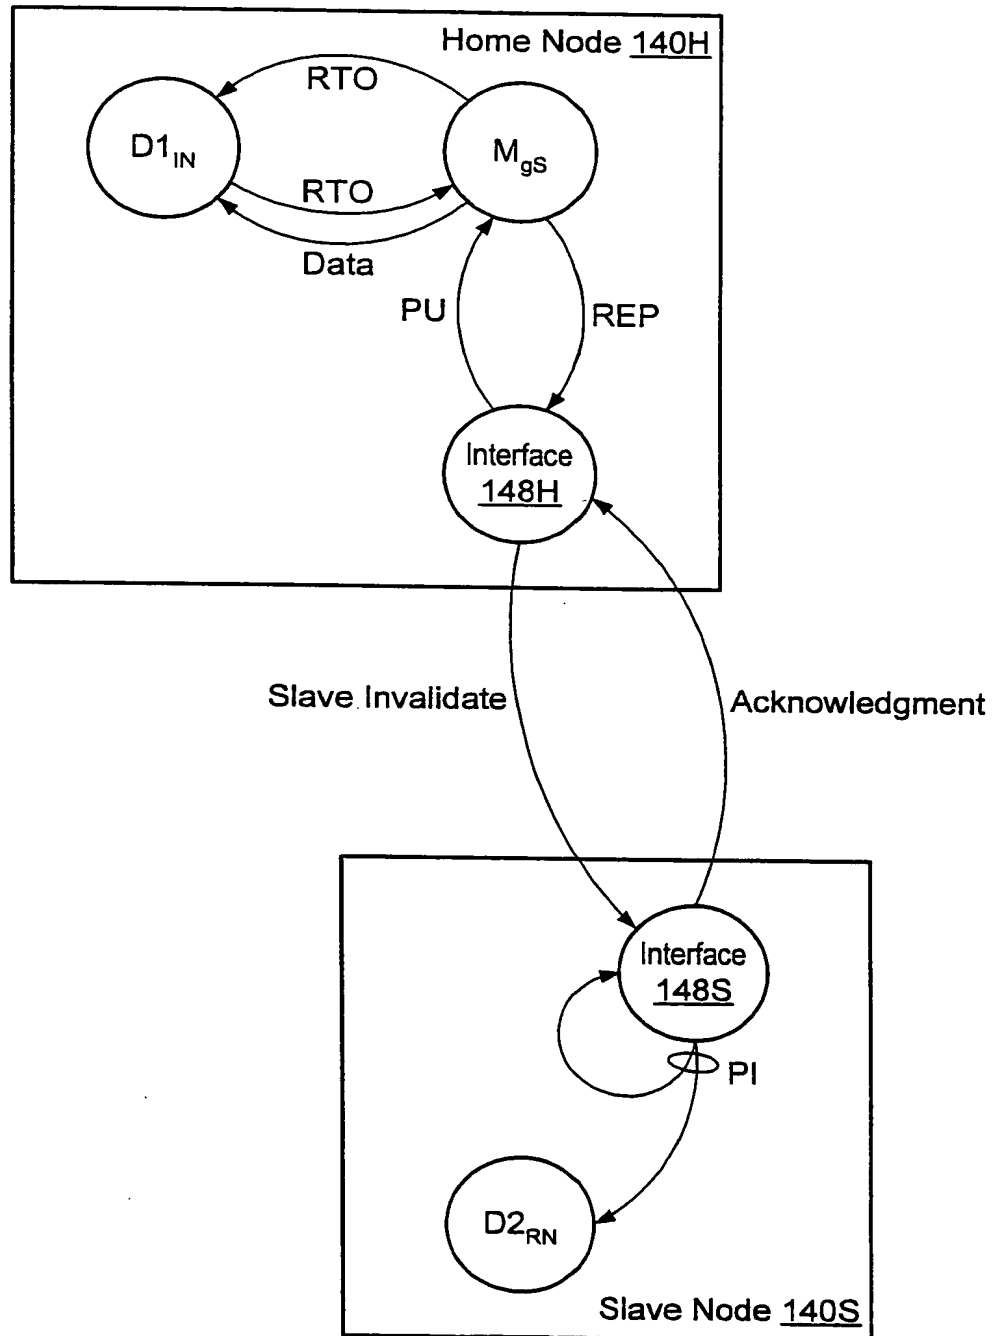 Home Node 140H
RTO
D1IN
MgS
RTO
Data
PU
REP
Interface
148H
Slave Invalidate
Acknowledgment
Interface
148S
PI
D2RN
Slave Node 140S